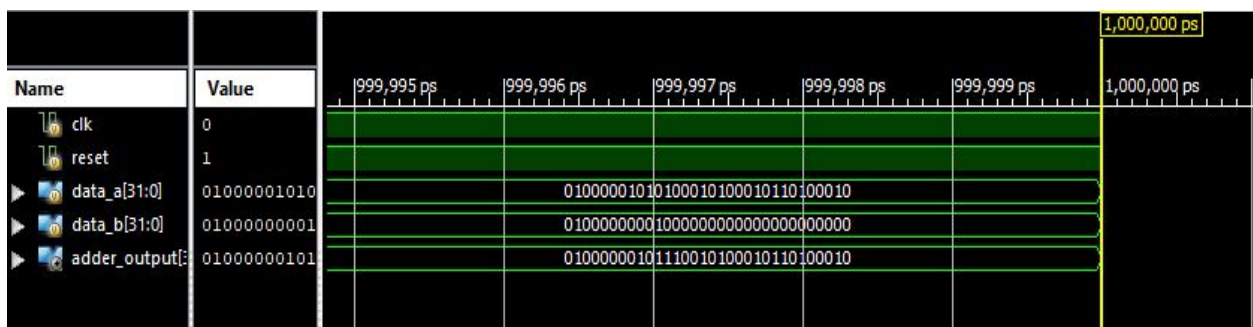 1,000,000 ps
Name Value 999,995 ps 999,996 ps 999,997 ps 999,998 ps 999,999 ps 1,000,000 ps
clk 0
reset 1
data_a[31:0] 01000001010 01000001010100010100010110100010
data_b[31:0] 01000000001 01000000001000000000000000000000
adder_output[3 01000000101 01000000101110010100010110100010